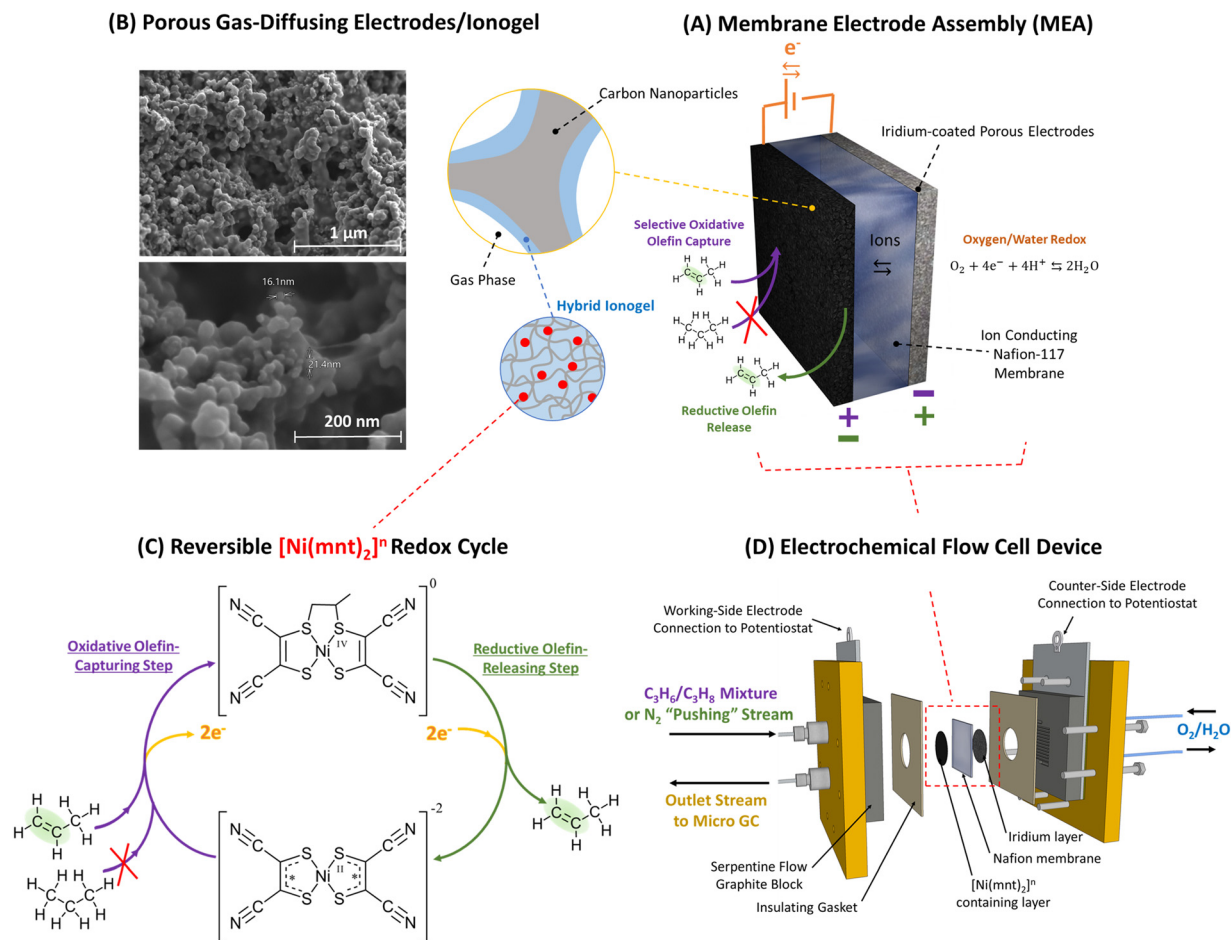 (B) Porous Gas-Diffusing Electrodes/Ionogel
1 µm
16.1nm
21.4nm
200 nm
Carbon Nanoparticles
Gas Phase
Hybrid Ionogel
(A) Membrane Electrode Assembly (MEA)
e-
Iridium-coated Porous Electrodes
Selective Oxidative
Olefin Capture
H H
H C C C H
H H
H H H H
C C C
H H H H
H H
H C C C H
H H
Reductive Olefin
Release
Ions
Oxygen/Water Redox
O₂ + 4e⁻ + 4H⁺ ⇆ 2H₂O
Ion Conducting
Nafion-117
Membrane
+ −
− +
(C) Reversible [Ni(mnt)₂]ⁿ Redox Cycle
0
N C C N
S S
Ni IV
S S
N C C N
Oxidative Olefin-
Capturing Step
Reductive Olefin-
Releasing Step
2e-
2e-
-2
N C C N
S S
* Ni II *
S S
N C C N
H H
H C C C H
H H
H H H H
C C C
H H H H
H H
H C C C H
H H
(D) Electrochemical Flow Cell Device
Working-Side Electrode
Connection to Potentiostat
Counter-Side Electrode
Connection to Potentiostat
C₃H₆/C₃H₈ Mixture
or N₂ “Pushing” Stream
O₂/H₂O
Outlet Stream
to Micro GC
Serpentine Flow
Graphite Block
Insulating Gasket
[Ni(mnt)₂]ⁿ
containing layer
Nafion membrane
Iridium layer